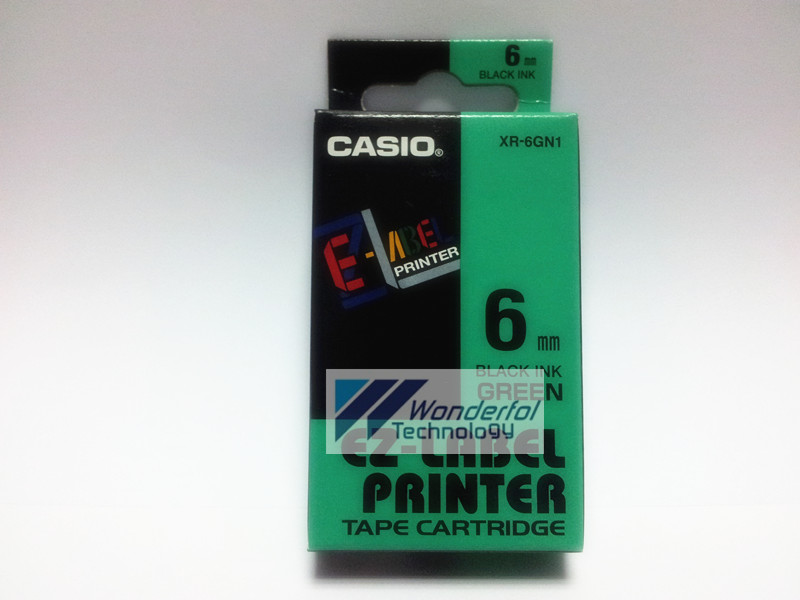 6 mm
BLACK INK
CASIO®
XR-6GN1
E-LABEL
PRINTER
6 mm
BLACK INK
GREEN
Wonderfol
Technology
EZ-LABEL
PRINTER
TAPE CARTRIDGE